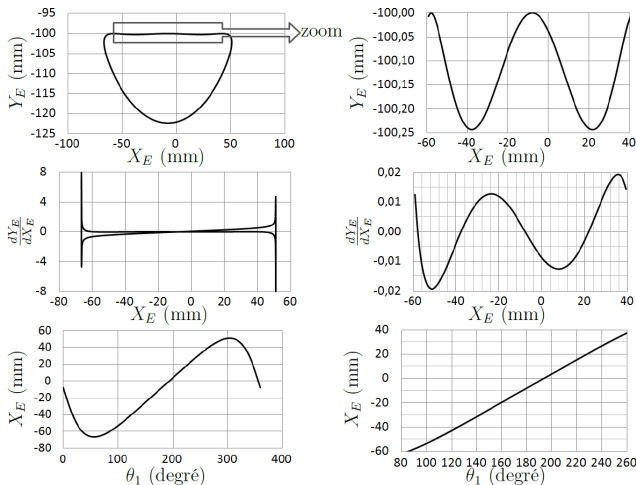 -95
-100
-105
-110
-115
-120
-125
Y_E (mm)
-100 -50 0 50 100
X_E (mm)
zoom
-100,00
-100,05
-100,10
-100,15
-100,20
-100,25
Y_E (mm)
-60 -40 -20 0 20 40
X_E (mm)
8
4
0
-4
-8
dY_E
dX_E
-80 -60 -40 -20 0 20 40 60
X_E (mm)
0,02
0,01
0,00
-0,01
-0,02
dY_E
dX_E
-60 -40 -20 0 20 40
X_E (mm)
60
40
20
0
-20
-40
-60
-80
X_E (mm)
0 100 200 300 400
θ_1 (degré)
40
20
0
-20
-40
-60
X_E (mm)
80 100 120 140 160 180 200 220 240 260
θ_1 (degré)